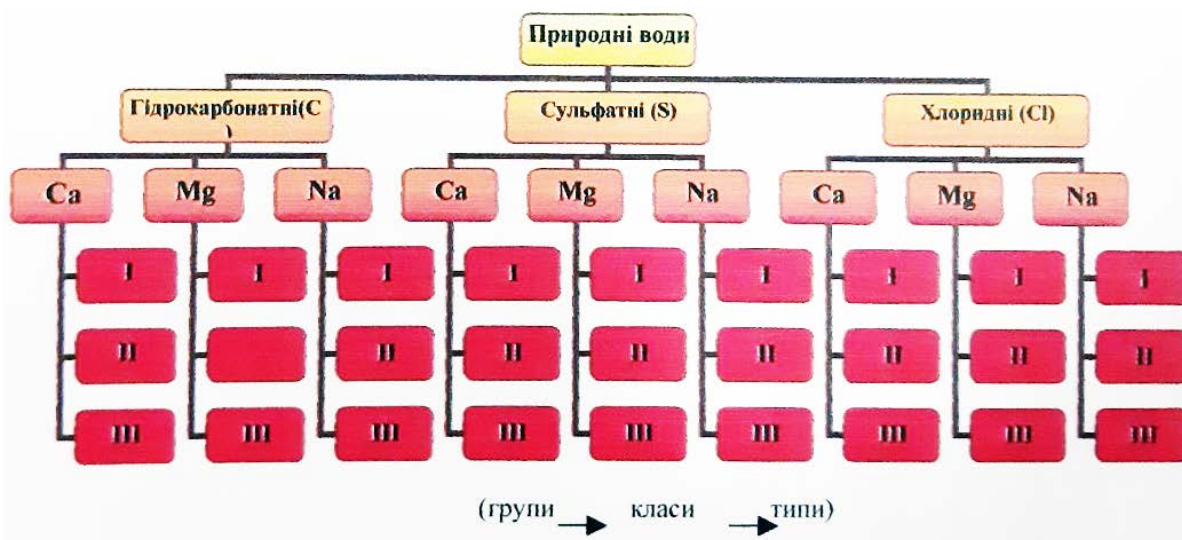 Природні води
Гідрокарбонатні(С
)
Сульфатні (S)
Хлоридні (Cl)
Ca Mg Na Ca Mg Na Ca Mg Na
I I I I I I I I I
II II II II II II II II
III III III III III III III III III
(групи класи типи)